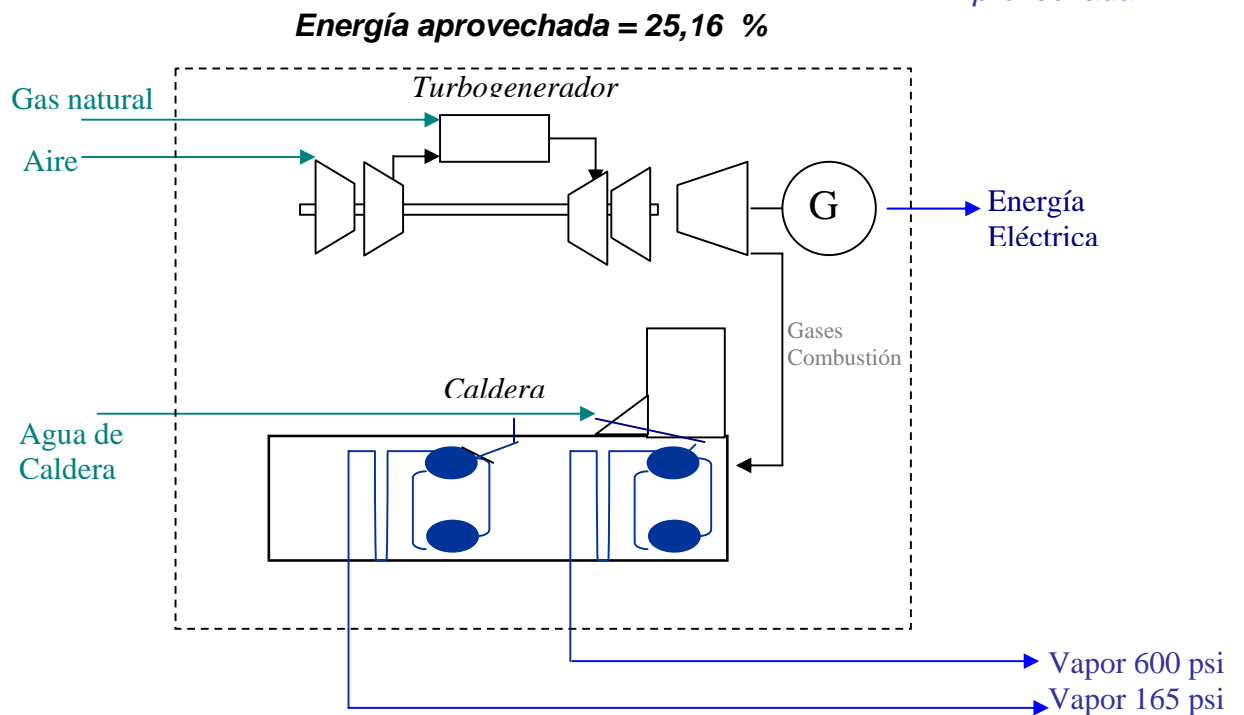 Energía aprovechada = 25,16 %
Turbogenerador
Gas natural
Aire
G
Energía
Eléctrica
Gases
Combustión
Caldera
Agua de
Caldera
Vapor 600 psi
Vapor 165 psi